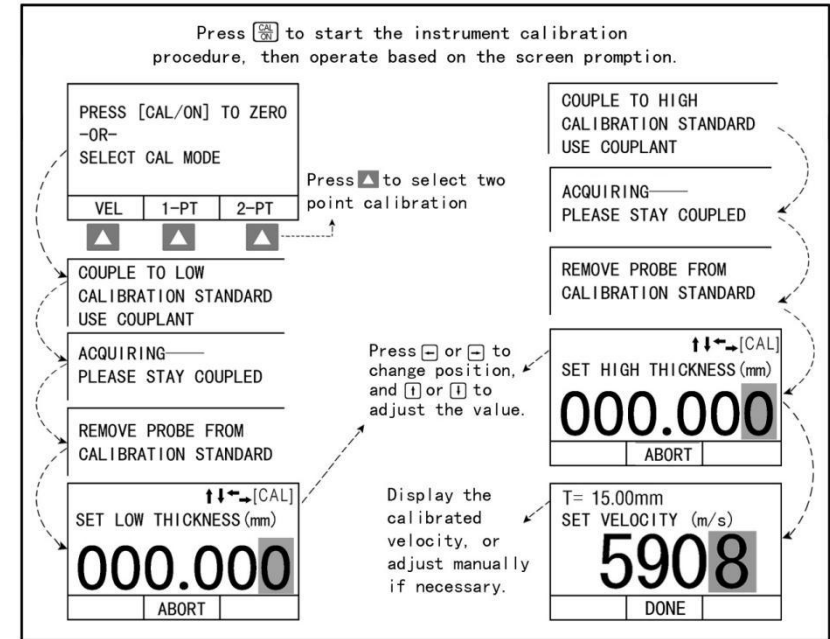 Press CAL ON to start the instrument calibration
procedure, then operate based on the screen promption.
PRESS [CAL/ON] TO ZERO
-OR-
SELECT CAL MODE
VEL 1-PT 2-PT
Press ▲ to select two
point calibration
COUPLE TO LOW
CALIBRATION STANDARD
USE COUPLANT
ACQUIRING——
PLEASE STAY COUPLED
REMOVE PROBE FROM
CALIBRATION STANDARD
⬆⬇⬅➡[CAL]
SET LOW THICKNESS(mm)
000.000
ABORT
Press ← or → to
change position,
and ↑ or ↓ to
adjust the value.
COUPLE TO HIGH
CALIBRATION STANDARD
USE COUPLANT
ACQUIRING——
PLEASE STAY COUPLED
REMOVE PROBE FROM
CALIBRATION STANDARD
⬆⬇⬅➡[CAL]
SET HIGH THICKNESS(mm)
000.000
ABORT
Display the
calibrated
velocity, or
adjust manually
if necessary.
T= 15.00mm
SET VELOCITY (m/s)
5908
DONE